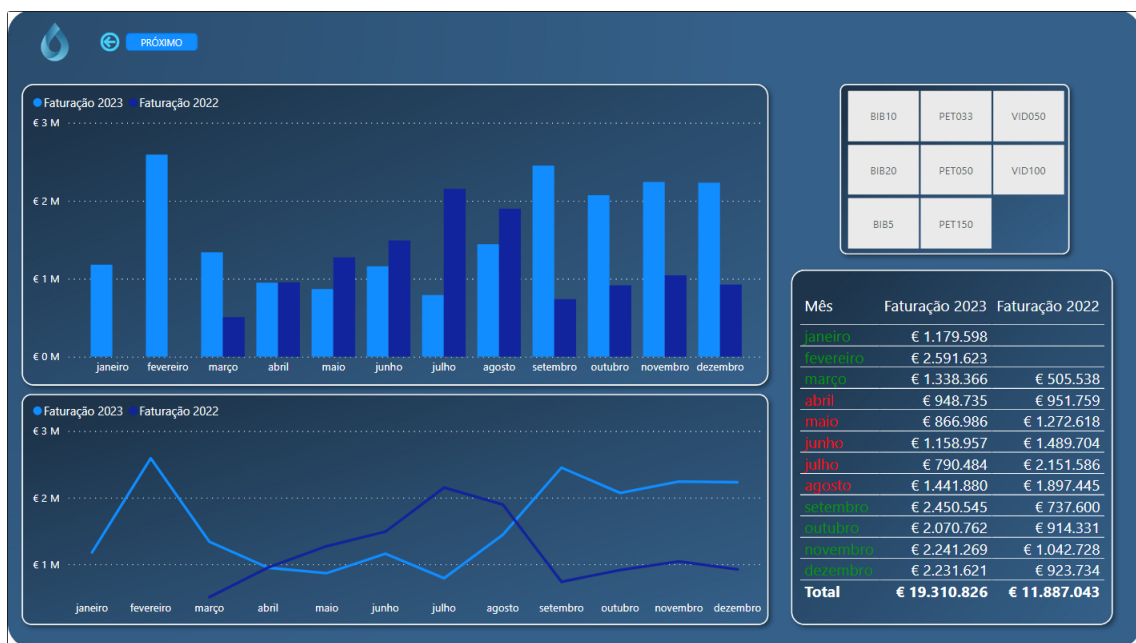 PRÓXIMO
Faturação 2023 Faturação 2022
€ 3 M
€ 2 M
€ 1 M
€ 0 M
janeiro fevereiro março abril maio junho julho agosto setembro outubro novembro dezembro
Faturação 2023 Faturação 2022
€ 3 M
€ 2 M
€ 1 M
janeiro fevereiro março abril maio junho julho agosto setembro outubro novembro dezembro
BIB10 PET033 VID050
BIB20 PET050 VID100
BIB5 PET150
Mês Faturação 2023 Faturação 2022
janeiro € 1.179.598
fevereiro € 2.591.623
março € 1.338.366 € 505.538
abril € 948.735 € 951.759
maio € 866.986 € 1.272.618
junho € 1.158.957 € 1.489.704
julho € 790.484 € 2.151.586
agosto € 1.441.880 € 1.897.445
setembro € 2.450.545 € 737.600
outubro € 2.070.762 € 914.331
novembro € 2.241.269 € 1.042.728
dezembro € 2.231.621 € 923.734
Total € 19.310.826 € 11.887.043